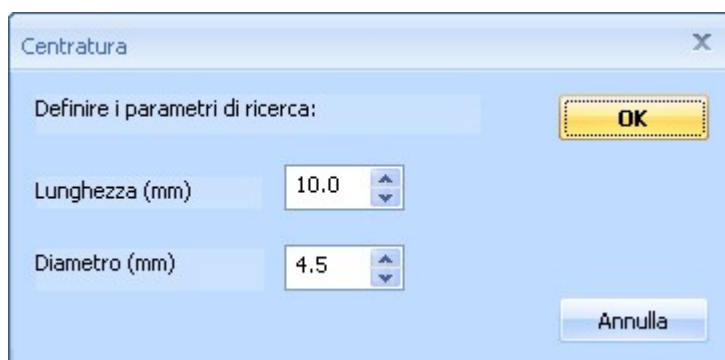 Centratura
Definire i parametri di ricerca:
OK
Lunghezza (mm)
10.0
Diametro (mm)
4.5
Annulla